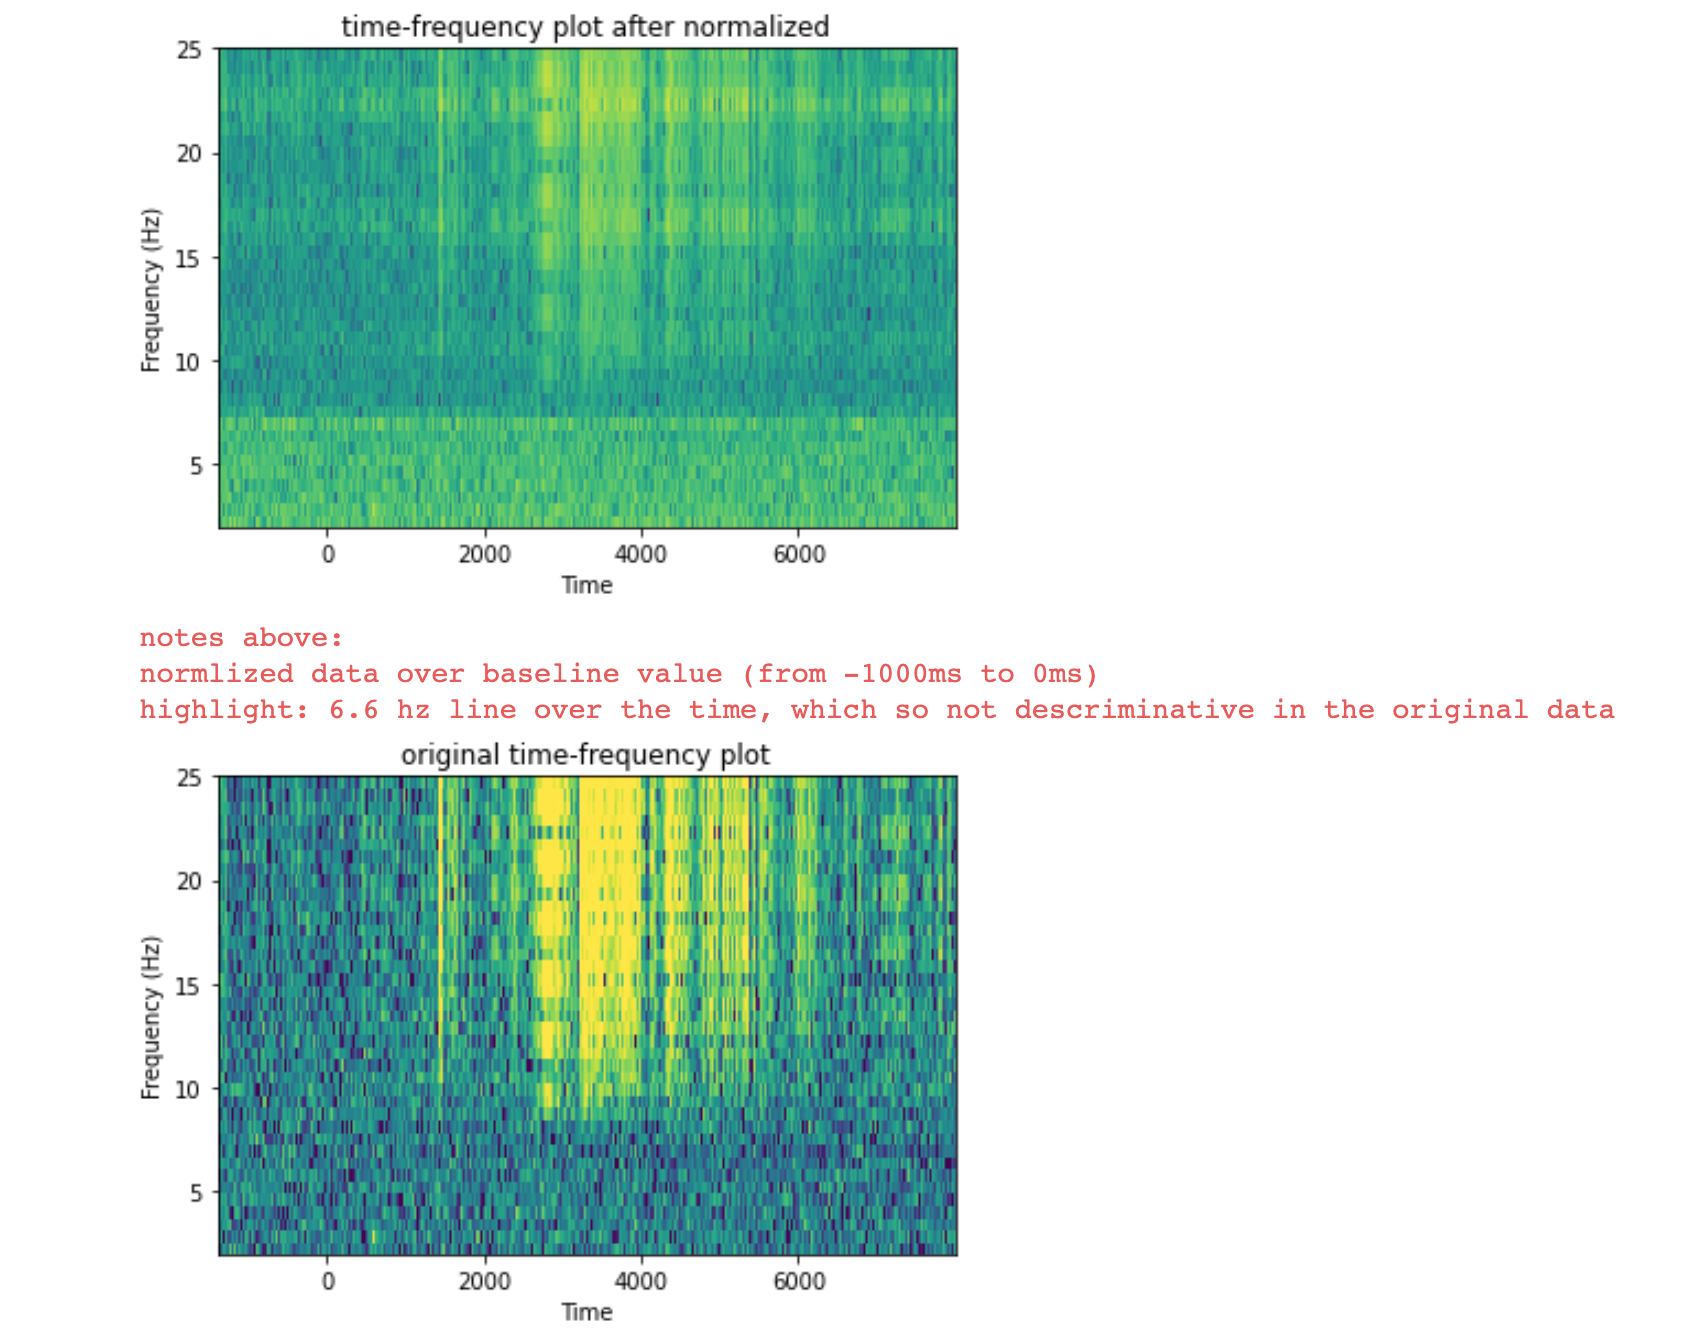 time-frequency plot after normalized
25
20
15
10
5
Frequency (Hz)
0 2000 4000 6000
Time
notes above:
normlized data over baseline value (from -1000ms to 0ms)
highlight: 6.6 hz line over the time, which so not descriminative in the original data
original time-frequency plot
25
20
15
10
5
Frequency (Hz)
0 2000 4000 6000
Time